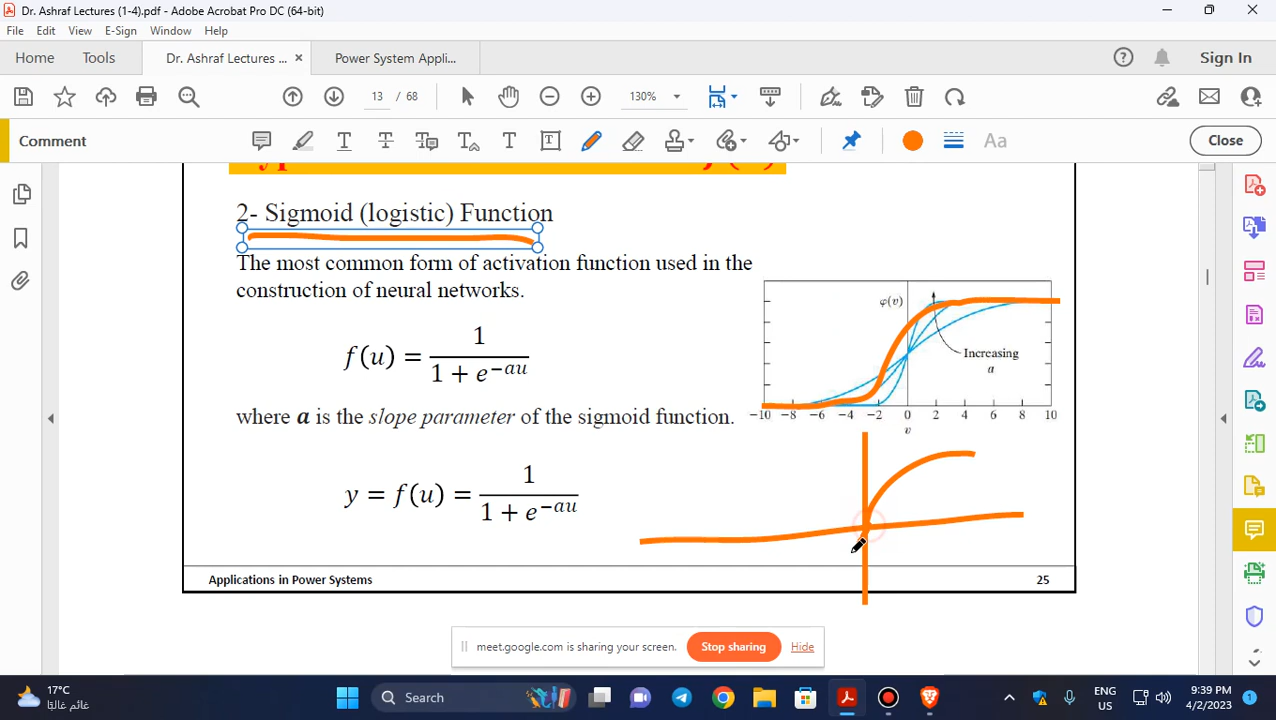 Dr. Ashraf Lectures (1-4).pdf - Adobe Acrobat Pro DC (64-bit)
File Edit View E-Sign Window Help
Home Tools Dr. Ashraf Lectures ... Power System Appli... Sign In
13 / 68 130%
Comment Close
2- Sigmoid (logistic) Function
The most common form of activation function used in the
construction of neural networks.
f(u) = 1 / (1 + e^{-au})
where a is the slope parameter of the sigmoid function.
y = f(u) = 1 / (1 + e^{-au})
φ(v)
Increasing
a
-10 -8 -6 -4 -2 0 2 4 6 8 10
v
Applications in Power Systems 25
meet.google.com is sharing your screen. Stop sharing Hide
17°C
غائم غالبًا
Search
ENG
US
9:39 PM
4/2/2023
1